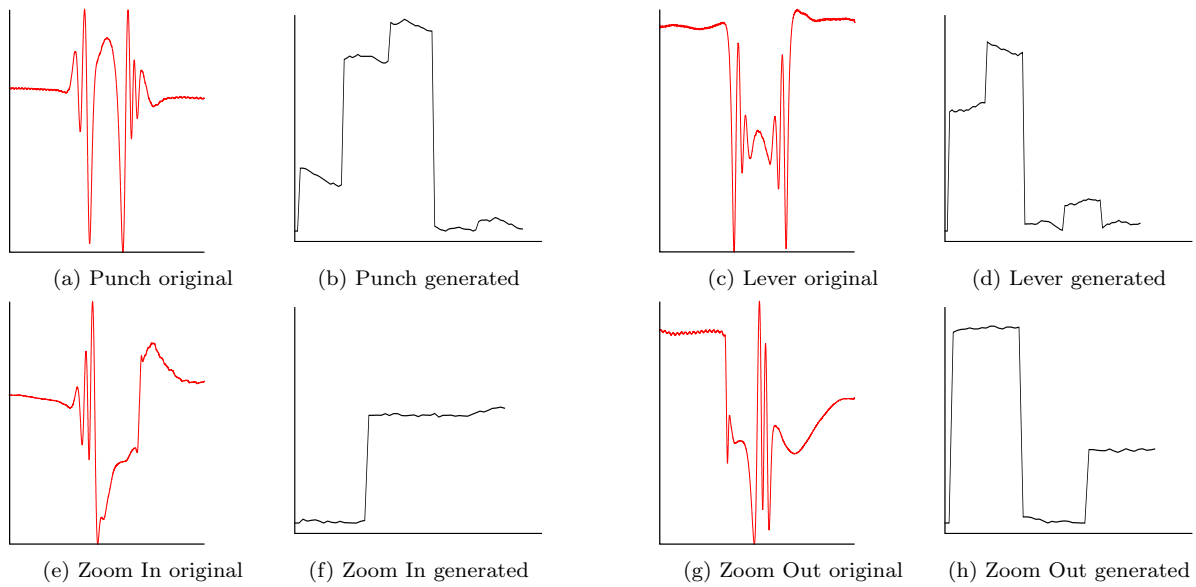 (a) Punch original
(b) Punch generated
(c) Lever original
(d) Lever generated
(e) Zoom In original
(f) Zoom In generated
(g) Zoom Out original
(h) Zoom Out generated